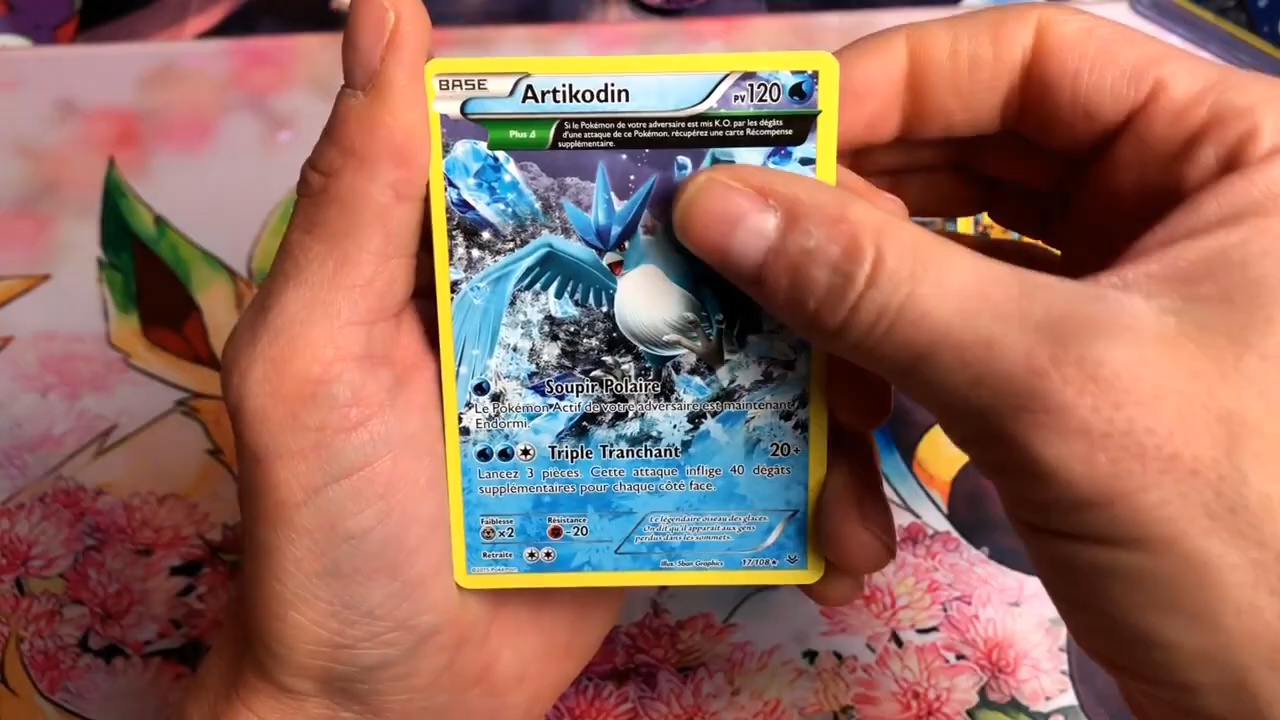 BASE
Artikodin
PV120
Plus Δ
Si le Pokémon de votre adversaire est mis K.O. par les dégâts
d'une attaque de ce Pokémon, récupérez une carte Récompense
supplémentaire.
Soupir Polaire
Le Pokémon Actif de votre adversaire est maintenant
Endormi.
Triple Tranchant 20+
Lancez 3 pièces. Cette attaque inflige 40 dégâts
supplémentaires pour chaque côté face.
Faiblesse
×2
Résistance
-20
Le légendaire oiseau des glaces.
On dit qu'il apparaît aux gens
perdus dans les sommets.
Retraite
©2015 Pokémon
Illus. 5ban Graphics
17/108 ★